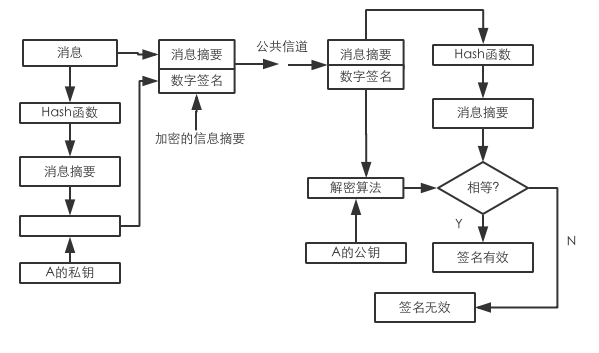 消息
Hash函数
消息摘要
A的私钥
消息摘要
数字签名
加密的信息摘要
公共信道
消息摘要
数字签名
解密算法
A的公钥
Hash函数
消息摘要
相等?
Y
N
签名有效
签名无效